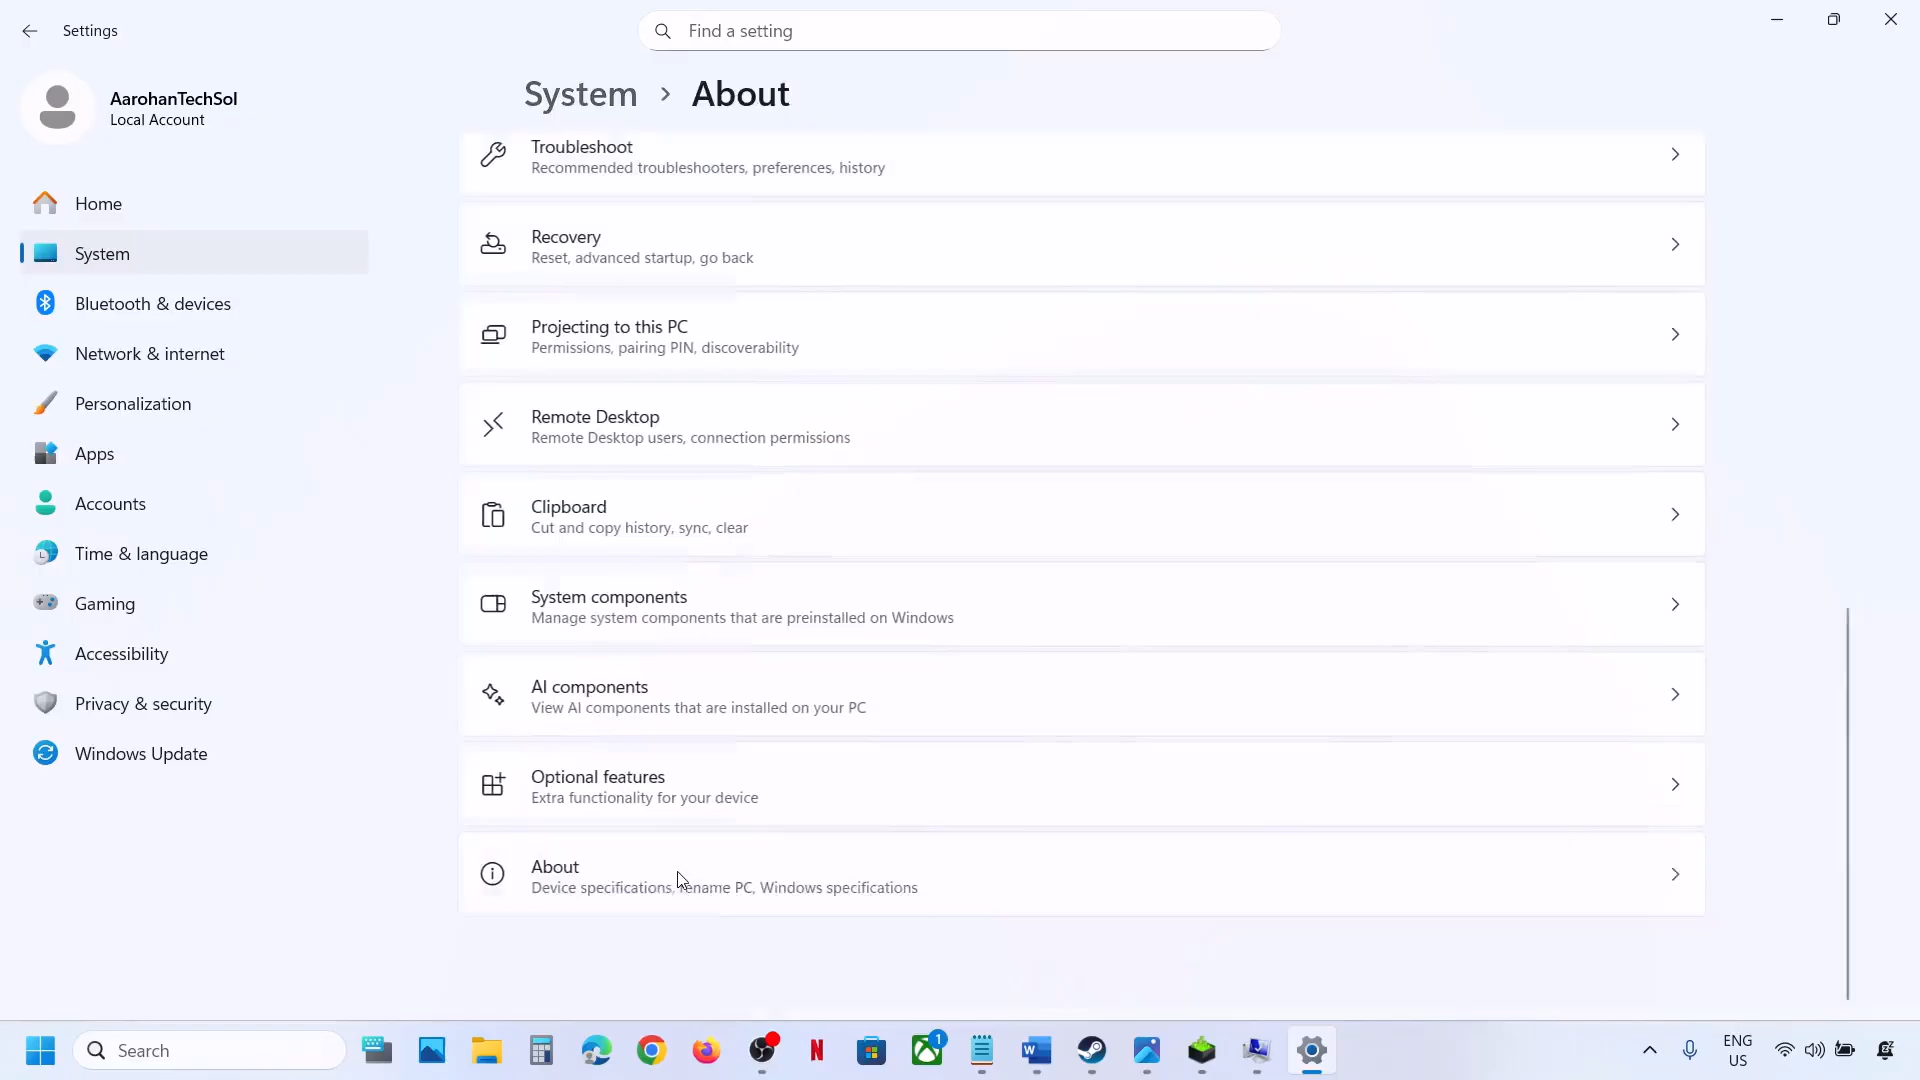 Settings
Find a setting
AarohanTechSol
Local Account
System > About
Home
System
Bluetooth & devices
Network & internet
Personalization
Apps
Accounts
Time & language
Gaming
Accessibility
Privacy & security
Windows Update
Troubleshoot
Recommended troubleshooters, preferences, history
Recovery
Reset, advanced startup, go back
Projecting to this PC
Permissions, pairing PIN, discoverability
Remote Desktop
Remote Desktop users, connection permissions
Clipboard
Cut and copy history, sync, clear
System components
Manage system components that are preinstalled on Windows
AI components
View AI components that are installed on your PC
Optional features
Extra functionality for your device
About
Device specifications, rename PC, Windows specifications
Search
N
1
W
ENG
US